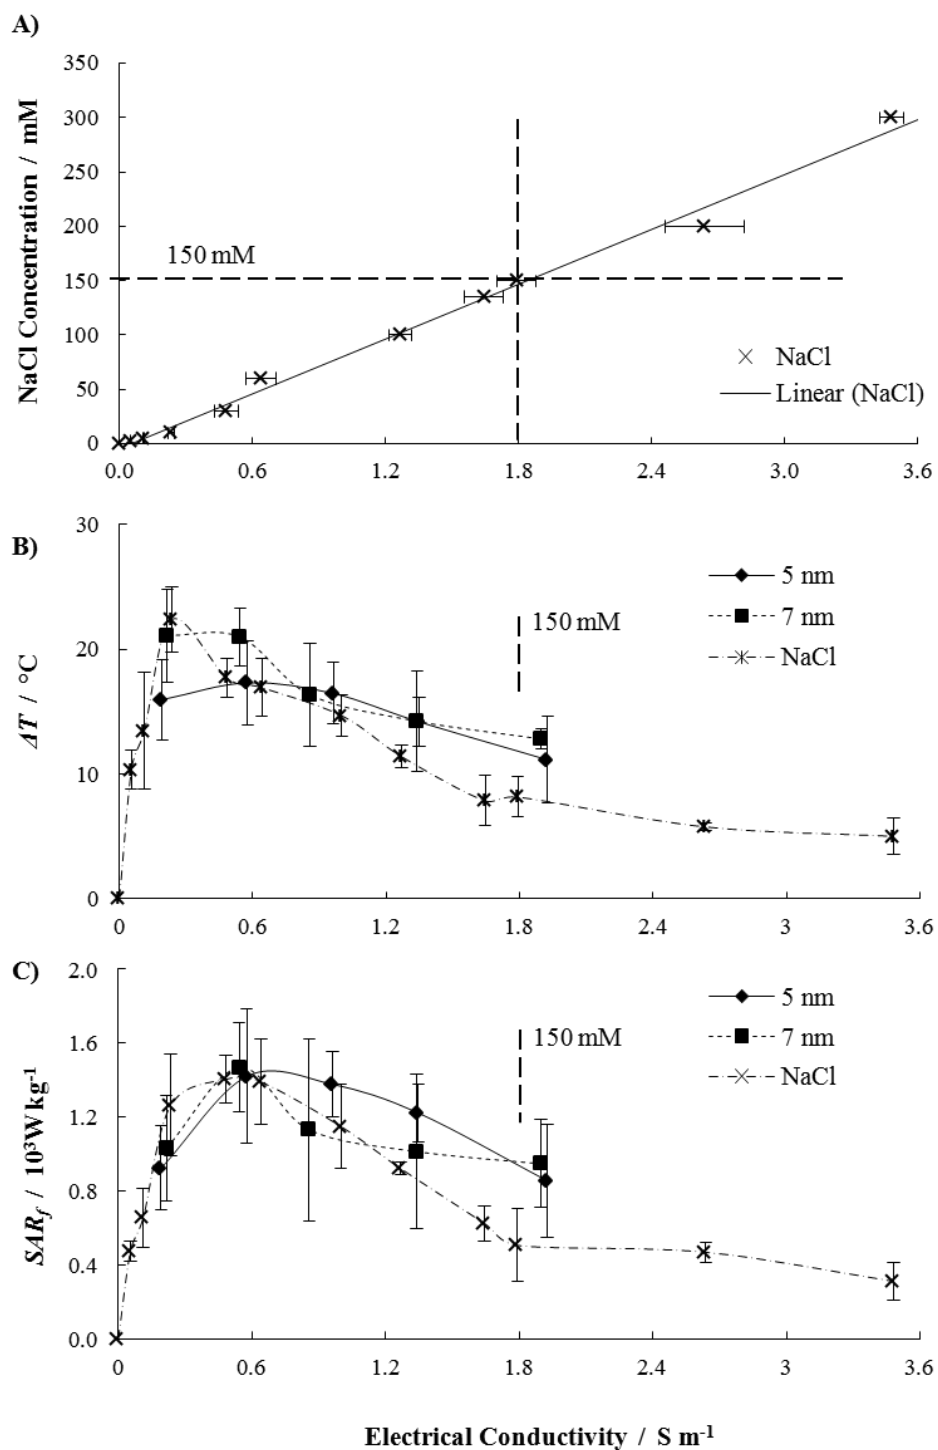 A)
NaCl Concentration / mM
350
300
250
200
150
100
50
0
150 mM
NaCl
Linear (NaCl)
0.0 0.6 1.2 1.8 2.4 3.0 3.6
B)
ΔT / °C
30
20
10
0
5 nm
7 nm
NaCl
150 mM
0 0.6 1.2 1.8 2.4 3 3.6
C)
SARf / 10³W kg⁻¹
2.0
1.6
1.2
0.8
0.4
0.0
5 nm
7 nm
NaCl
150 mM
0 0.6 1.2 1.8 2.4 3 3.6
Electrical Conductivity / S m⁻¹